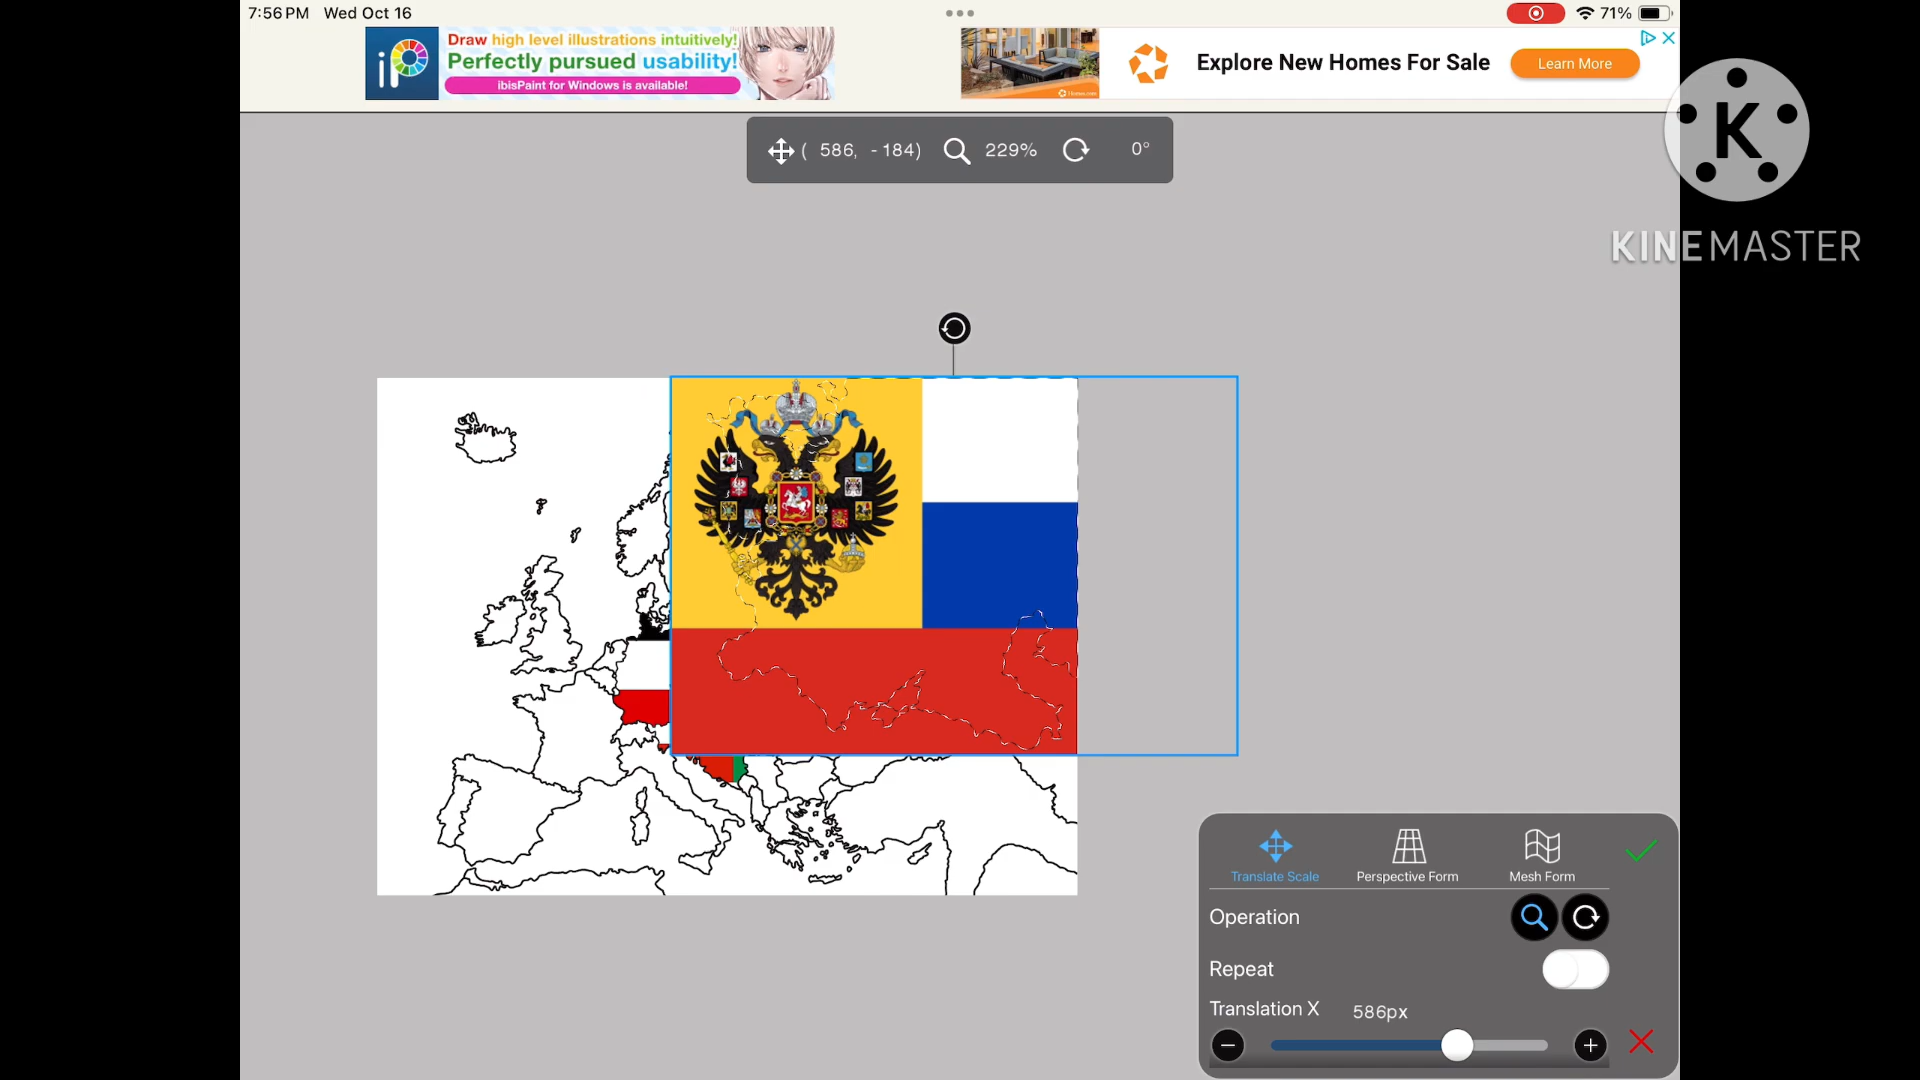 7:56 PM Wed Oct 16
71%
iP
Draw high level illustrations intuitively!
Perfectly pursued usability!
ibisPaint for Windows is available!
Explore New Homes For Sale
Learn More
K
KINEMASTER
( 586, -184) 229% 0°
Translate Scale
Perspective Form
Mesh Form
Operation
Repeat
Translation X 586px